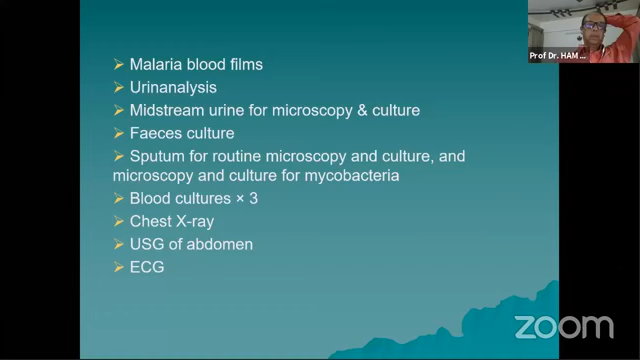 Prof Dr. HAM ...
Malaria blood films
Urinanalysis
Midstream urine for microscopy & culture
Faeces culture
Sputum for routine microscopy and culture, and
microscopy and culture for mycobacteria
Blood cultures × 3
Chest X-ray
USG of abdomen
ECG
zoom